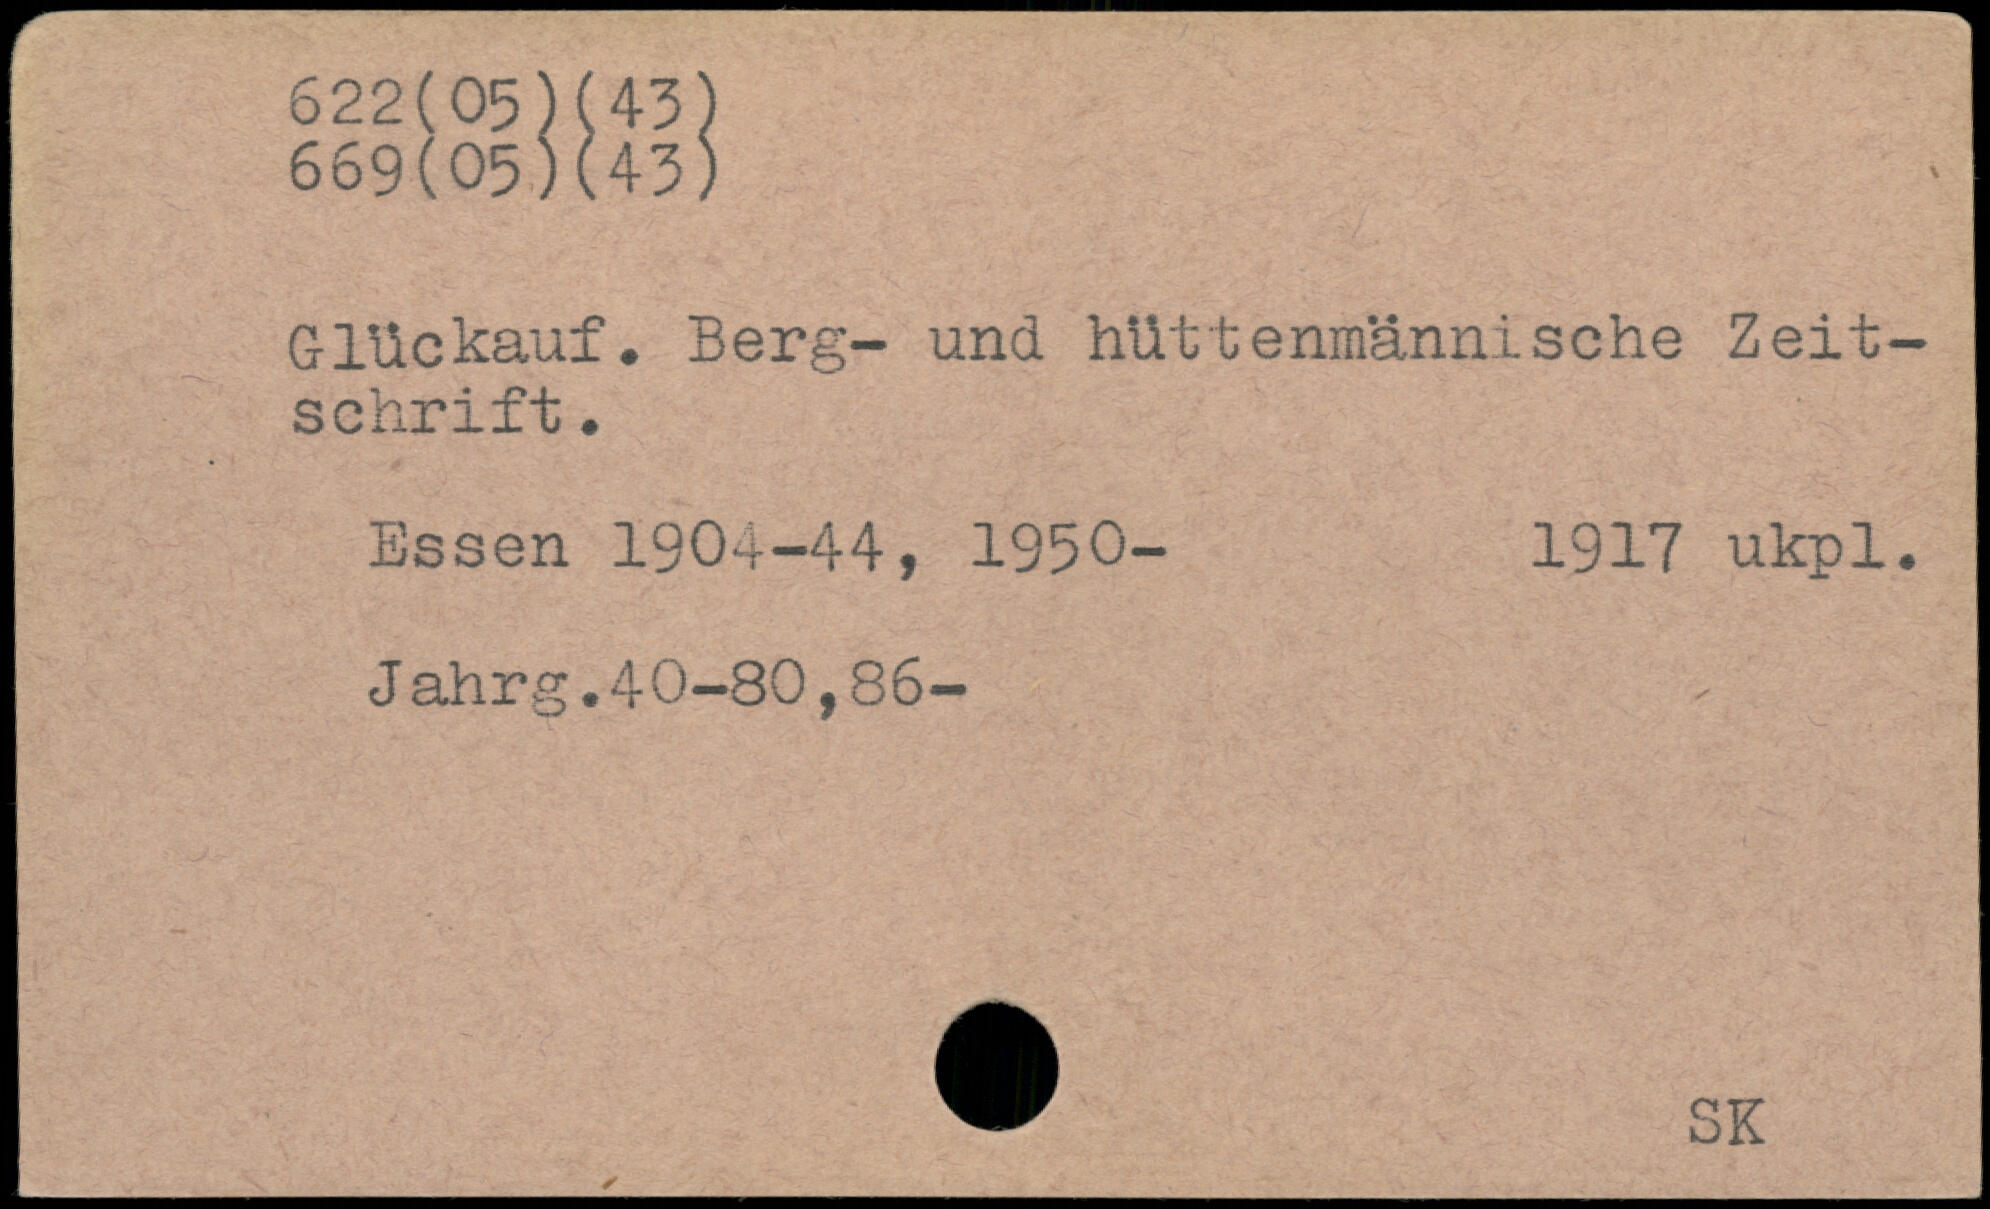 622(05)(43)
669(05)(43)
Glückauf. Berg- und hüttenmännische Zeit-
schrift.
Essen 1904-44, 1950- 1917 ukpl.
Jahrg.40-80,86-
SK